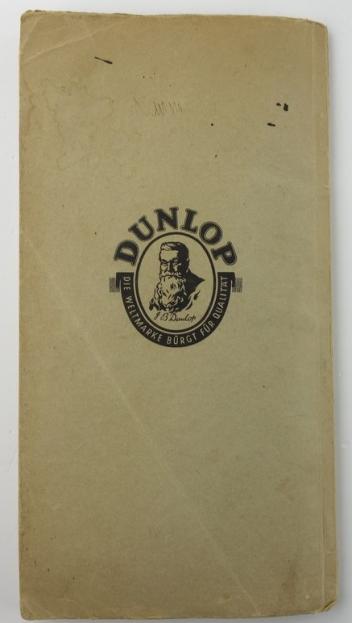 DUNLOP
J B Dunlop
DIE WELTMARKE BÜRGT FÜR QUALITÄT